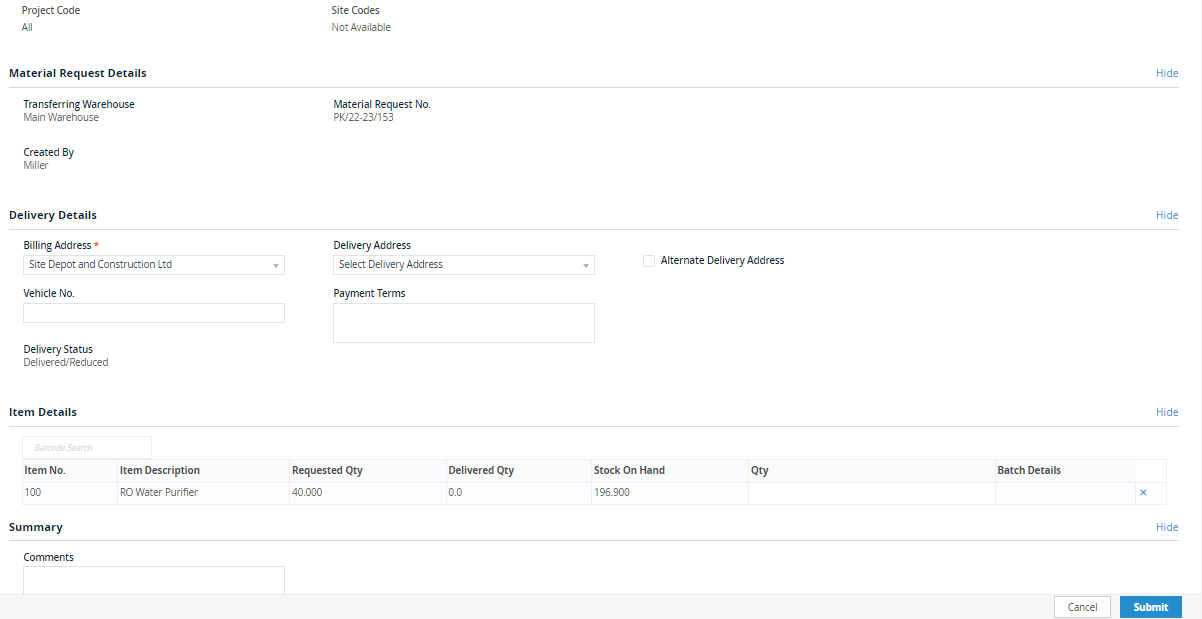 Project Code Site Codes
All Not Available
Material Request Details Hide
Transferring Warehouse Material Request No.
Main Warehouse PK/22-23/153
Created By
Miller
Delivery Details Hide
Billing Address * Delivery Address
Site Depot and Construction Ltd Select Delivery Address Alternate Delivery Address
Vehicle No. Payment Terms
Delivery Status
Delivered/Reduced
Item Details Hide
Barcode Search
Item No. Item Description Requested Qty Delivered Qty Stock On Hand Qty Batch Details
100 RO Water Purifier 40.000 0.0 196.900 ×
Summary Hide
Comments
Cancel Submit